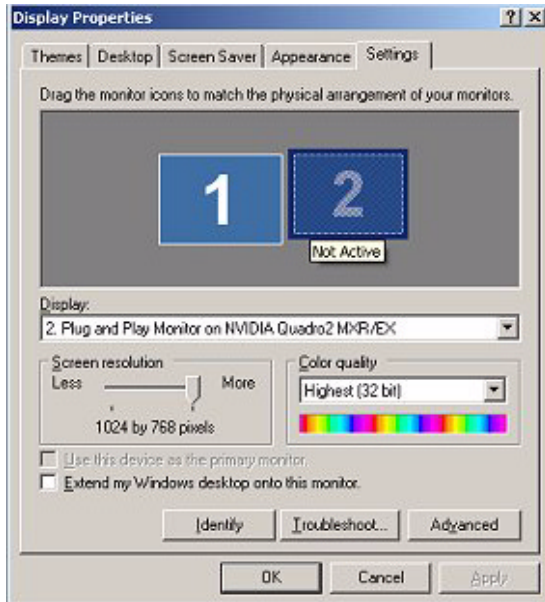 Display Properties
Themes Desktop Screen Saver Appearance Settings
Drag the monitor icons to match the physical arrangement of your monitors.
1 2
Not Active
Display:
2. Plug and Play Monitor on NVIDIA Quadro2 MXR/EX
Screen resolution
Less More
1024 by 768 pixels
Color quality
Highest (32 bit)
Use this device as the primary monitor.
Extend my Windows desktop onto this monitor.
Identify Troubleshoot... Advanced
OK Cancel Apply